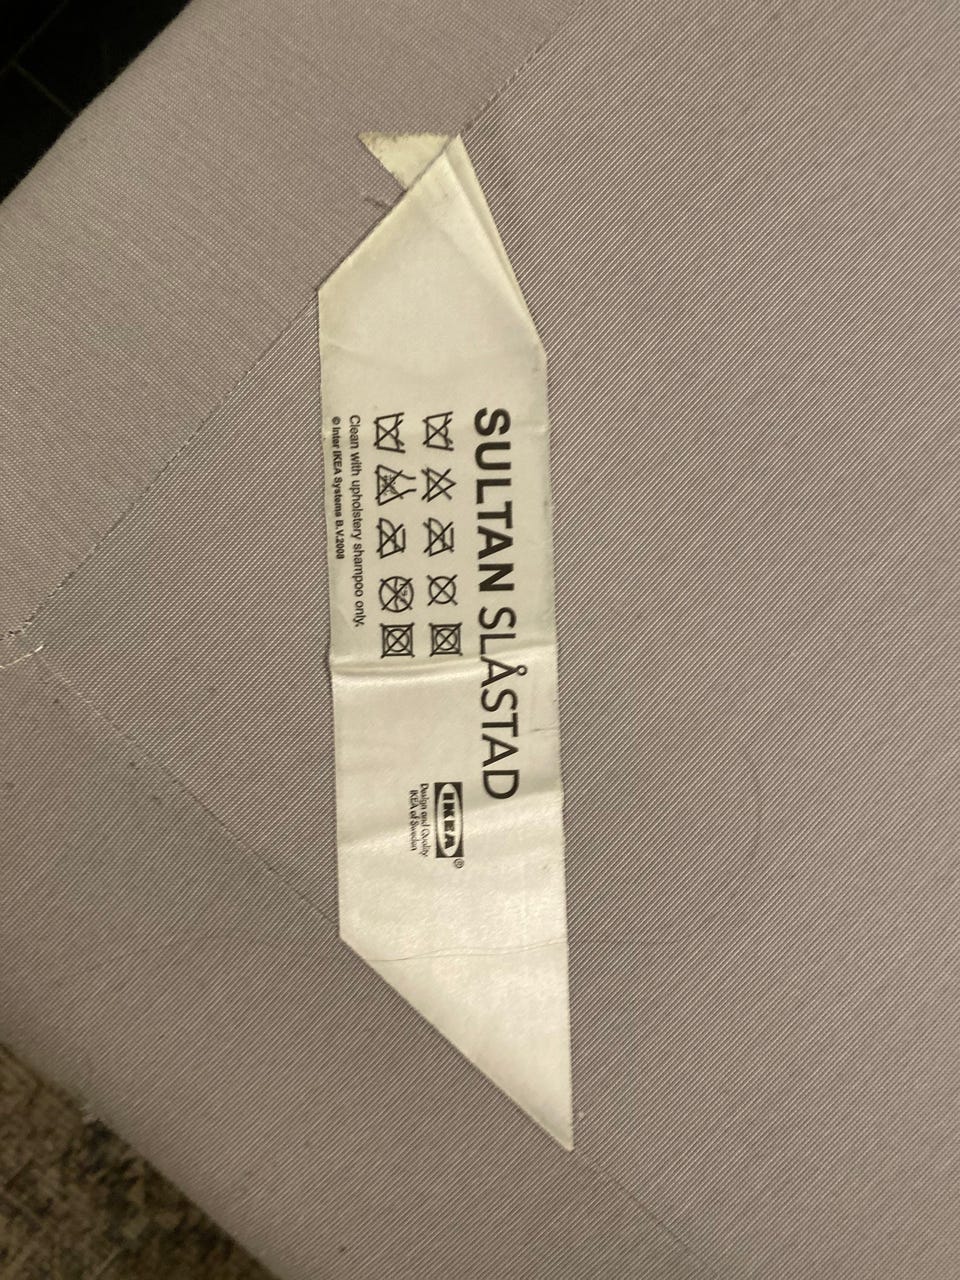 SULTAN SLÅSTAD
Clean with upholstery shampoo only.
© Inter IKEA Systems B.V.2008
IKEA®
Design and Quality
IKEA of Sweden